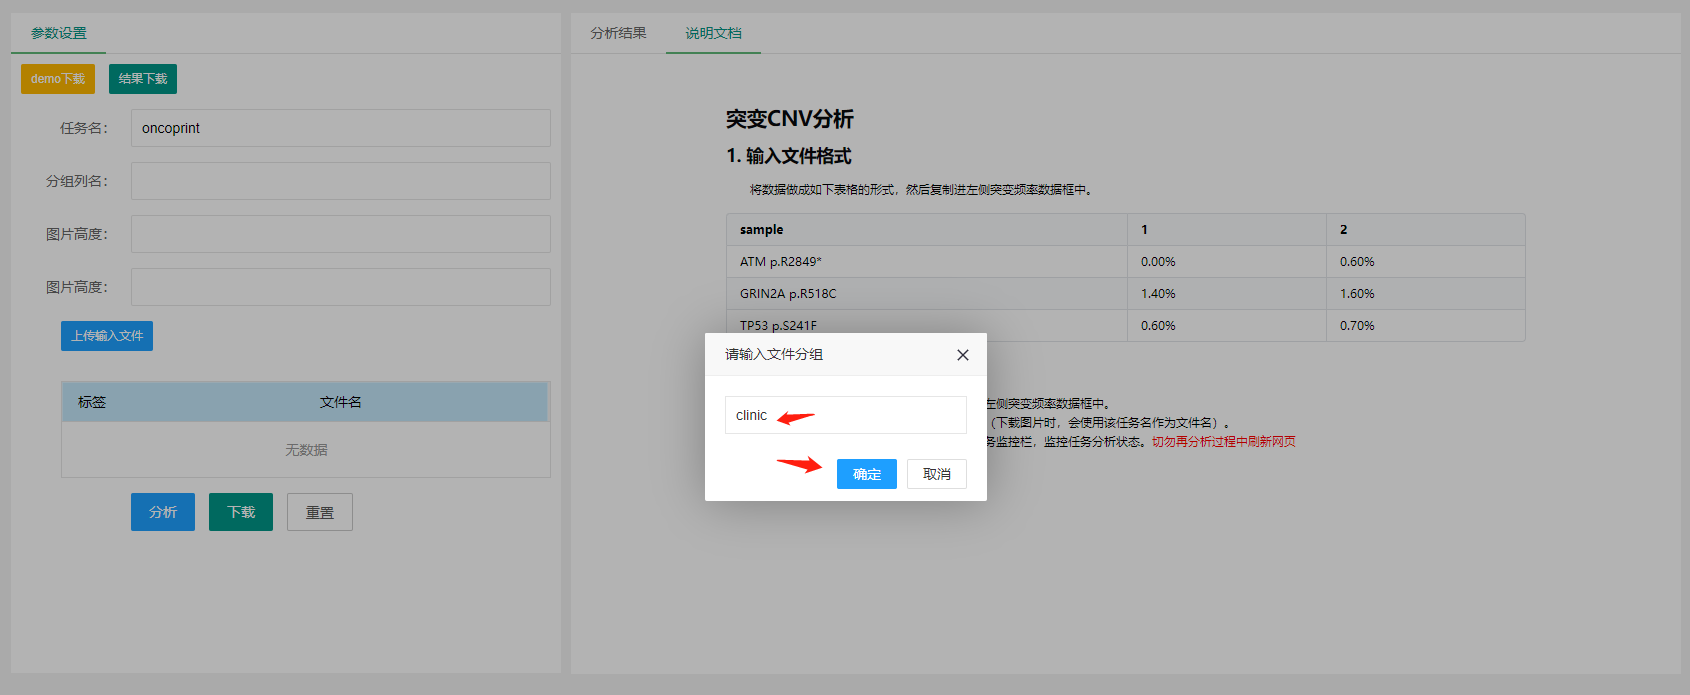 参数设置
demo下载 结果下载
任务名： oncoprint
分组列名：
图片高度：
图片高度：
上传输入文件
标签 文件名
无数据
分析 下载 重置
分析结果 说明文档
突变CNV分析
1. 输入文件格式
将数据做成如下表格的形式，然后复制进左侧突变频率数据框中。
sample 1 2
ATM p.R2849* 0.00% 0.60%
GRIN2A p.R518C 1.40% 1.60%
TP53 p.S241F 0.60% 0.70%
左侧突变频率数据框中。
（下载图片时，会使用该任务名作为文件名）。
务监控栏，监控任务分析状态。切勿再分析过程中刷新网页
请输入文件分组
clinic
确定 取消